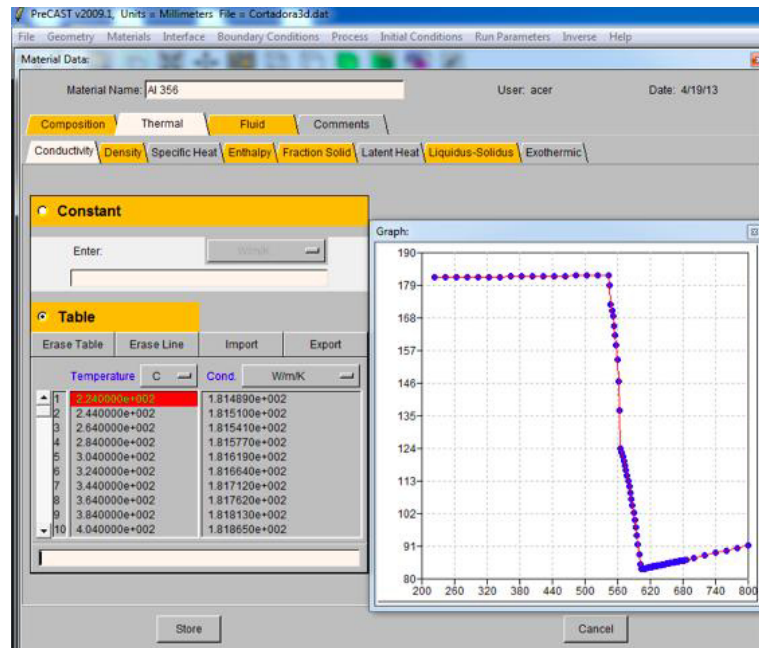 PreCAST v2009.1, Units = Millimeters File = Cortadora3d.dat
File Geometry Materials Interface Boundary Conditions Process Initial Conditions Run Parameters Inverse Help
Material Data:
Material Name: Al 356 User: acer Date: 4/19/13
Composition Thermal Fluid Comments
Conductivity Density Specific Heat Enthalpy Fraction Solid Latent Heat Liquidus-Solidus Exothermic
Constant
Enter: W/m/K
Table
Erase Table Erase Line Import Export
Temperature C Cond. W/m/K
1 2.240000e+002 1.814890e+002
2 2.440000e+002 1.815100e+002
3 2.640000e+002 1.815410e+002
4 2.840000e+002 1.815770e+002
5 3.040000e+002 1.816190e+002
6 3.240000e+002 1.816640e+002
7 3.440000e+002 1.817120e+002
8 3.640000e+002 1.817620e+002
9 3.840000e+002 1.818130e+002
10 4.040000e+002 1.818650e+002
Graph:
190
179
168
157
146
135
124
113
102
91
80
200 260 320 380 440 500 560 620 680 740 800
Store Cancel